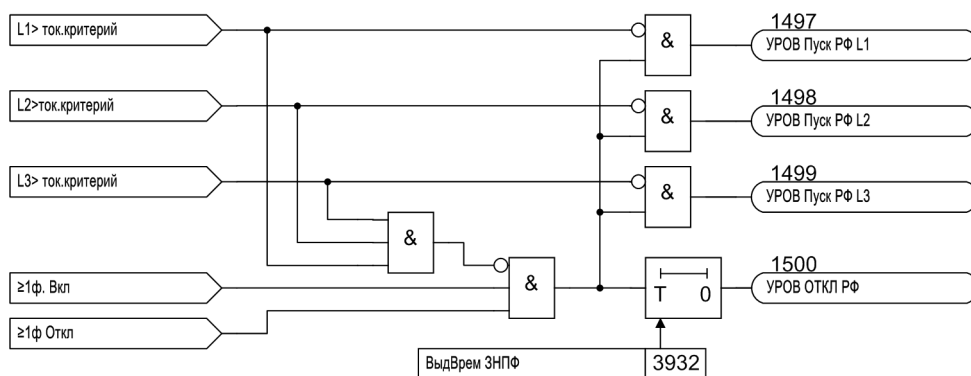 L1> ток.критерий
1497
УРОВ Пуск РФ L1
&
L2>ток.критерий
1498
УРОВ Пуск РФ L2
&
L3> ток.критерий
1499
УРОВ Пуск РФ L3
&
&
≥1ф. Вкл
&
1500
УРОВ ОТКЛ РФ
T 0
≥1ф Откл
ВыдВрем ЗНПФ 3932